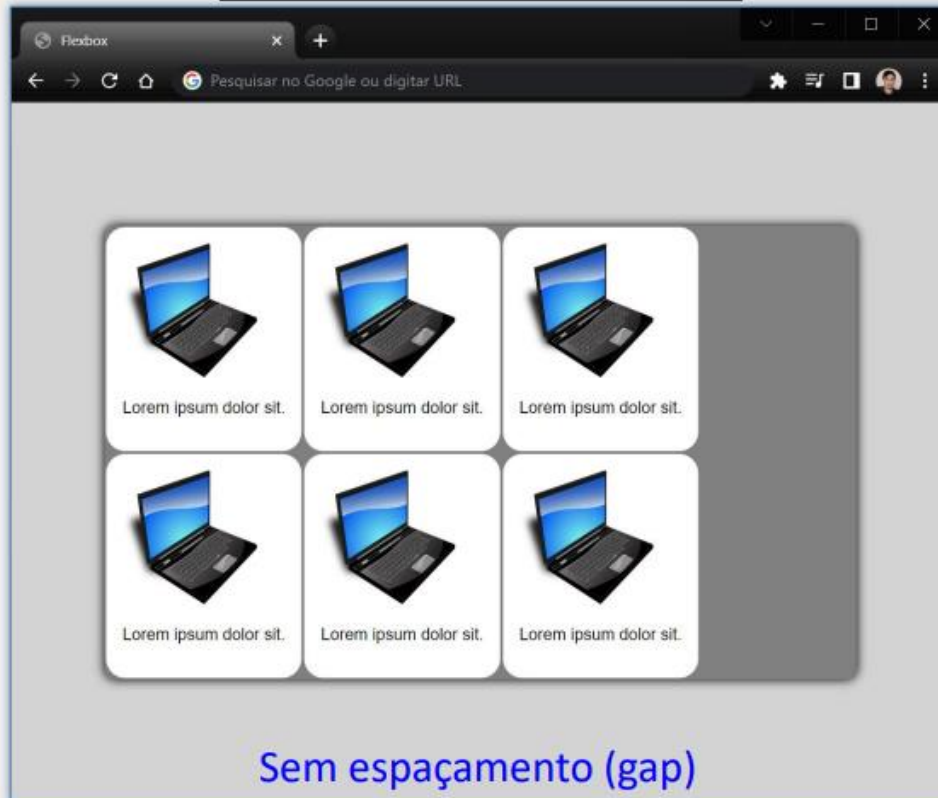 Flexbox
Pesquisar no Google ou digitar URL
Lorem ipsum dolor sit. Lorem ipsum dolor sit. Lorem ipsum dolor sit.
Lorem ipsum dolor sit. Lorem ipsum dolor sit. Lorem ipsum dolor sit.
Sem espaçamento (gap)